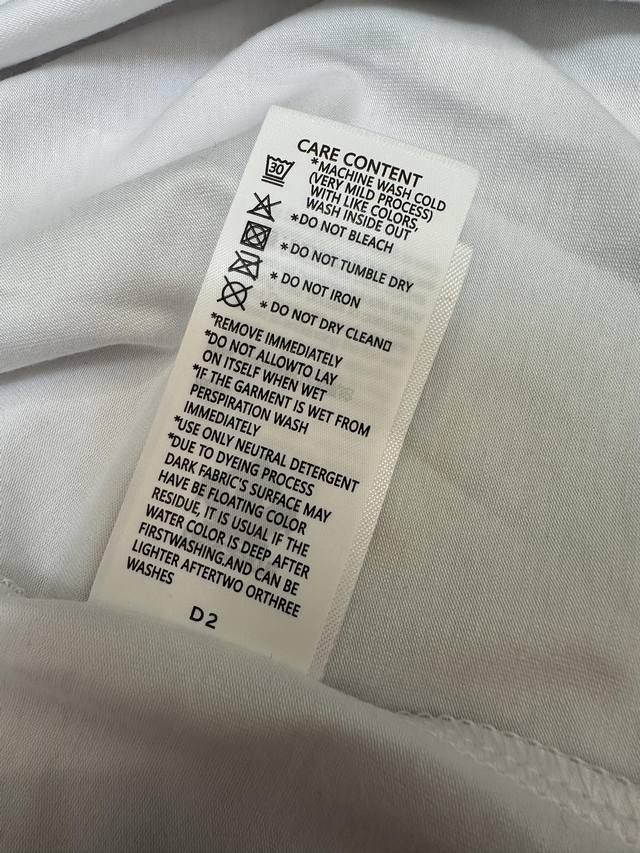 CARE CONTENT
30
*MACHINE WASH COLD
(VERY MILD PROCESS)
WITH LIKE COLORS,
WASH INSIDE OUT
*DO NOT BLEACH
*DO NOT TUMBLE DRY
* DO NOT IRON
* DO NOT DRY CLEAN▯
*REMOVE IMMEDIATELY
*DO NOT ALLOWTO LAY
ON ITSELF WHEN WET
*IF THE GARMENT IS WET FROM
PERSPIRATION WASH
IMMEDIATELY
*USE ONLY NEUTRAL DETERGENT
*DUE TO DYEING PROCESS
DARK FABRIC'S SURFACE MAY
HAVE BE FLOATING COLOR
RESIDUE, IT IS USUAL IF THE
WATER COLOR IS DEEP AFTER
FIRSTWASHING.AND CAN BE
LIGHTER AFTERTWO ORTHREE
WASHES
D2